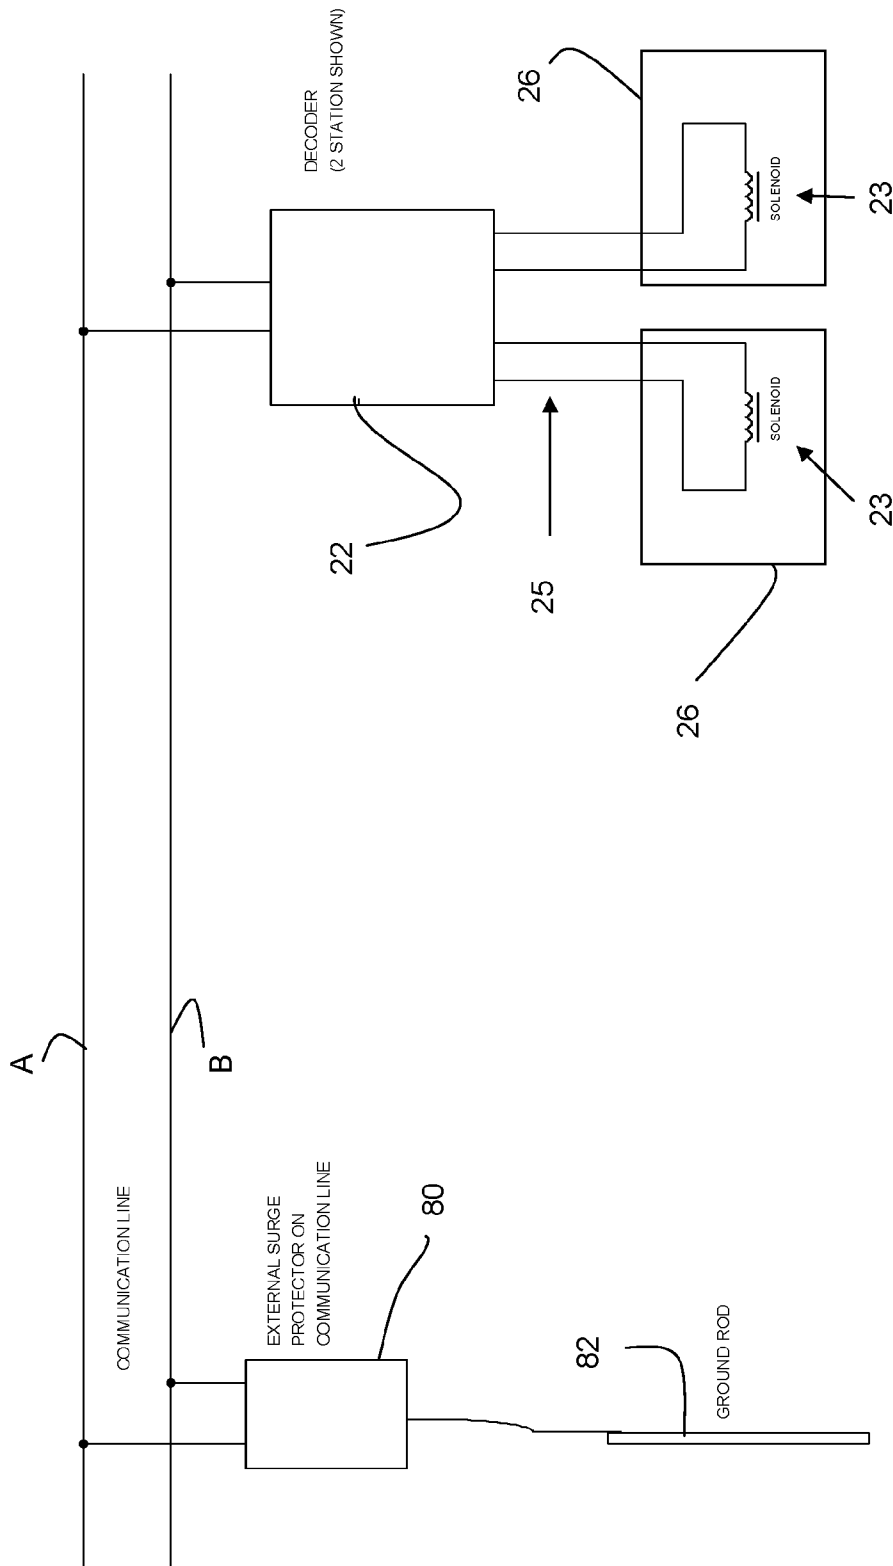 A
COMMUNICATION LINE
B
EXTERNAL SURGE
PROTECTOR ON
COMMUNICATION LINE
DECODER
(2 STATION SHOWN)
22
80
26
25
82
26
GROUND ROD
SOLENOID
SOLENOID
23
23